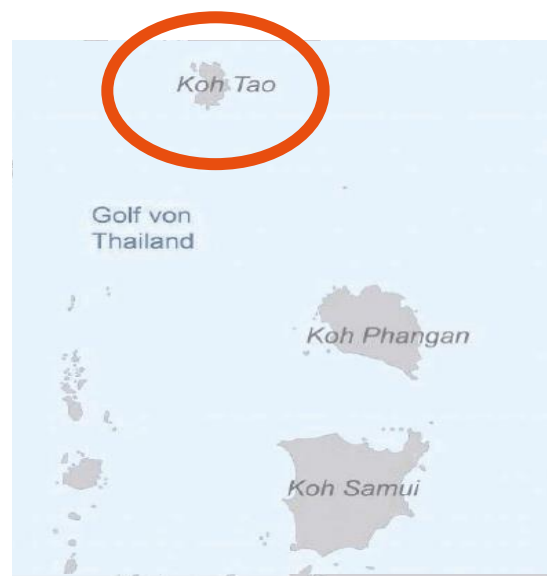 Koh Tao
Golf von
Thailand
Koh Phangan
Koh Samui